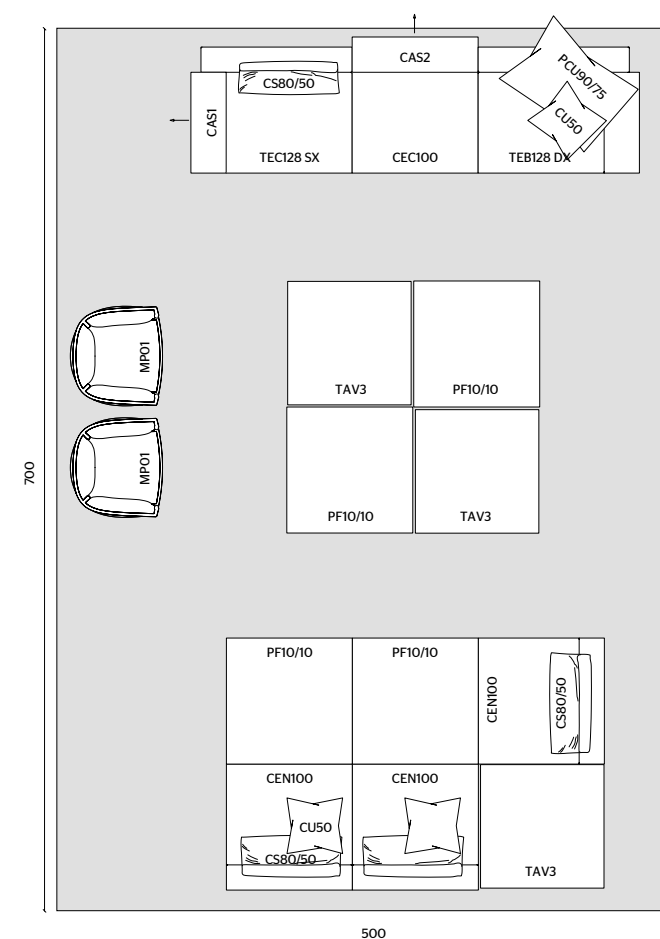 CAS2
PCU90/75
CS80/50
CAS1
CU50
TEC128 SX
CEC100
TEB128 DX
MP01
TAV3
PF10/10
MP01
700
PF10/10
TAV3
PF10/10
PF10/10
CEN100
CS80/50
CEN100
CEN100
CU50
CS80/50
TAV3
500